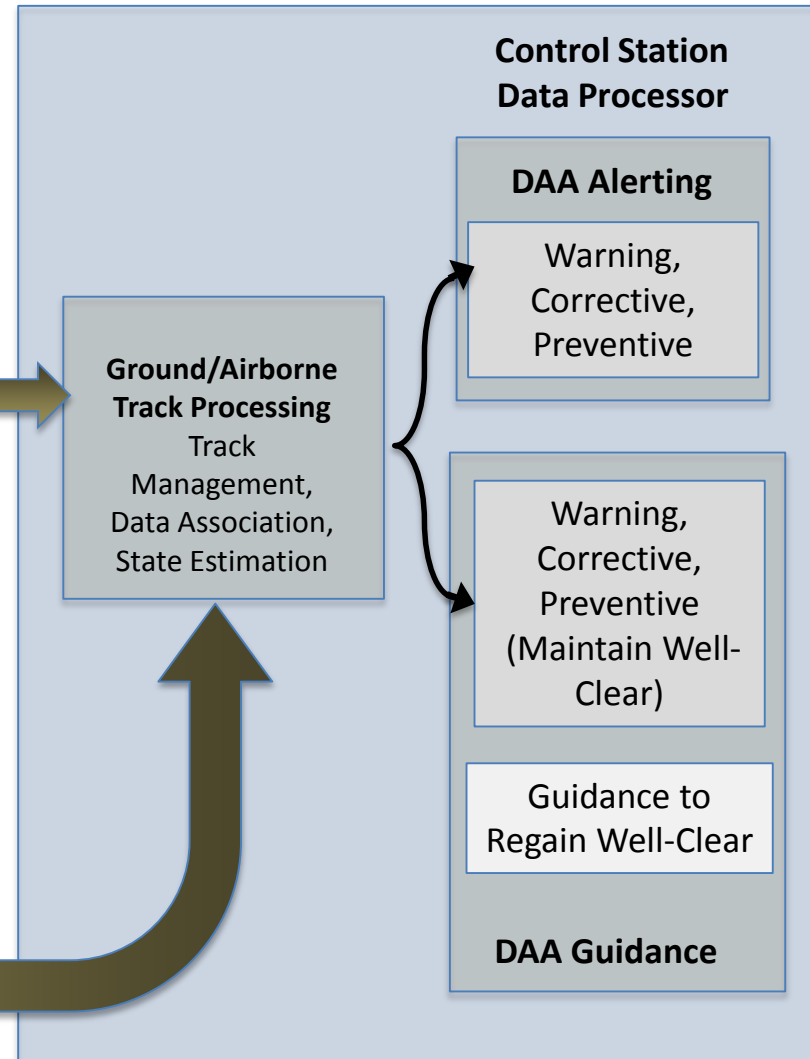 Control Station
Data Processor
DAA Alerting
Warning,
Corrective,
Preventive
Ground/Airborne
Track Processing
Track
Management,
Data Association,
State Estimation
Warning,
Corrective,
Preventive
(Maintain Well-
Clear)
Guidance to
Regain Well-Clear
DAA Guidance